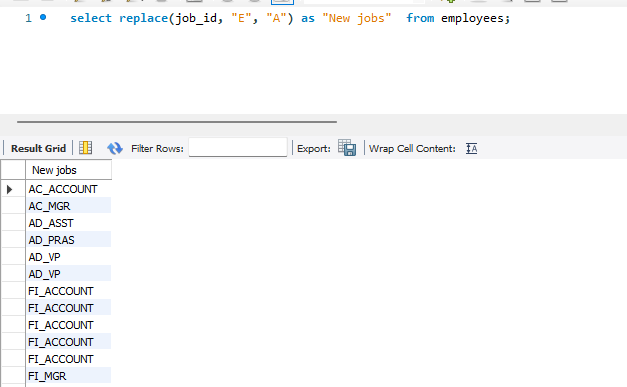 1 select replace(job_id, "E", "A") as "New jobs"  from employees;
Result Grid Filter Rows: Export: Wrap Cell Content:
New jobs
AC_ACCOUNT
AC_MGR
AD_ASST
AD_PRAS
AD_VP
AD_VP
FI_ACCOUNT
FI_ACCOUNT
FI_ACCOUNT
FI_ACCOUNT
FI_ACCOUNT
FI_MGR